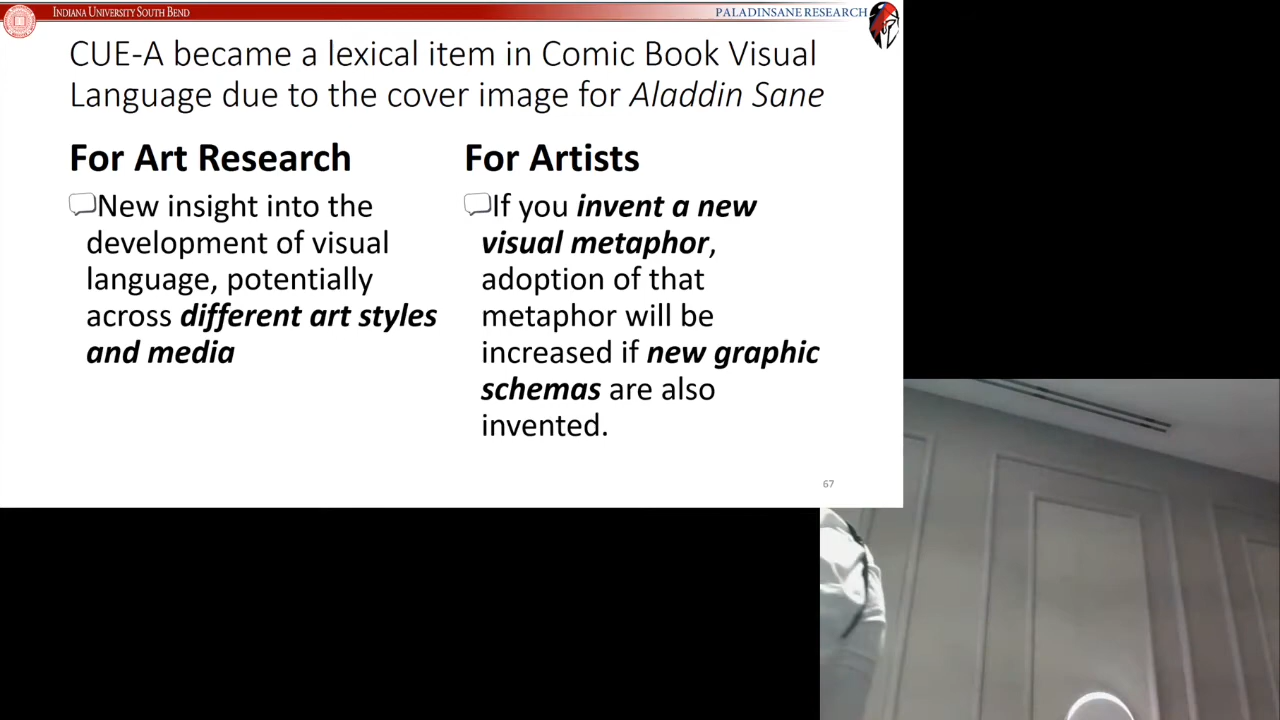 INDIANA UNIVERSITY SOUTH BEND
PALADINSANE RESEARCH
CUE-A became a lexical item in Comic Book Visual
Language due to the cover image for Aladdin Sane
For Art Research
New insight into the
development of visual
language, potentially
across different art styles
and media
For Artists
If you invent a new
visual metaphor,
adoption of that
metaphor will be
increased if new graphic
schemas are also
invented.
67